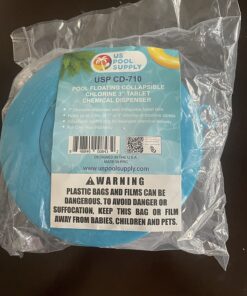 US
POOL
SUPPLY
USP CD-710
POOL FLOATING COLLAPSIBLE
CHLORINE 3" TABLET
CHEMICAL DISPENSER
DESIGNED IN THE U.S.A.
MADE IN PRC
www.uspoolsupply.com
WARNING
PLASTIC BAGS AND FILMS CAN BE
DANGEROUS. TO AVOID DANGER OR
SUFFOCATION, KEEP THIS BAG OR FILM
AWAY FROM BABIES, CHILDREN AND PETS.